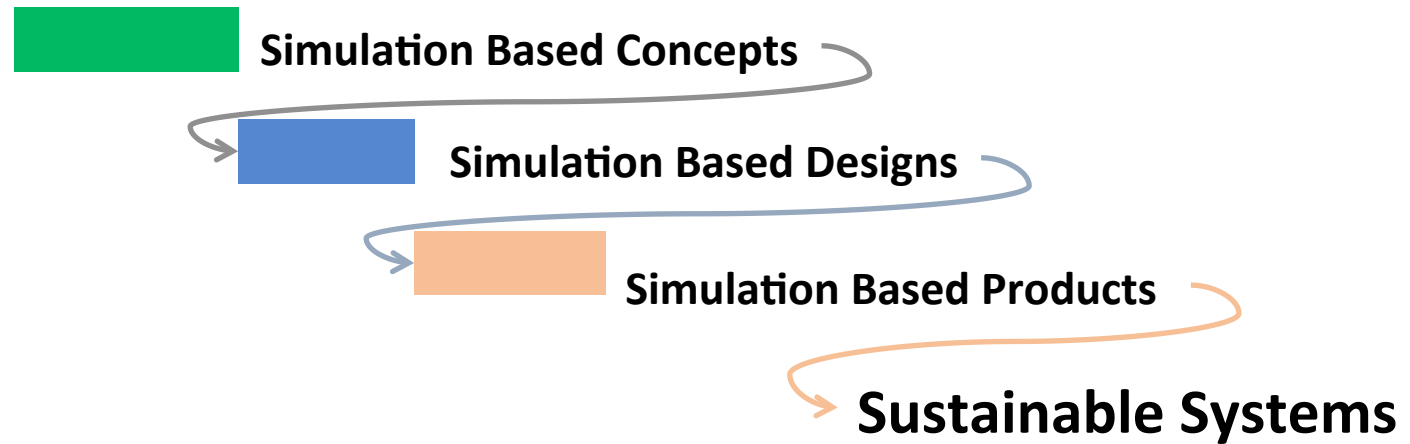 Simulation Based Concepts
Simulation Based Designs
Simulation Based Products
Sustainable Systems